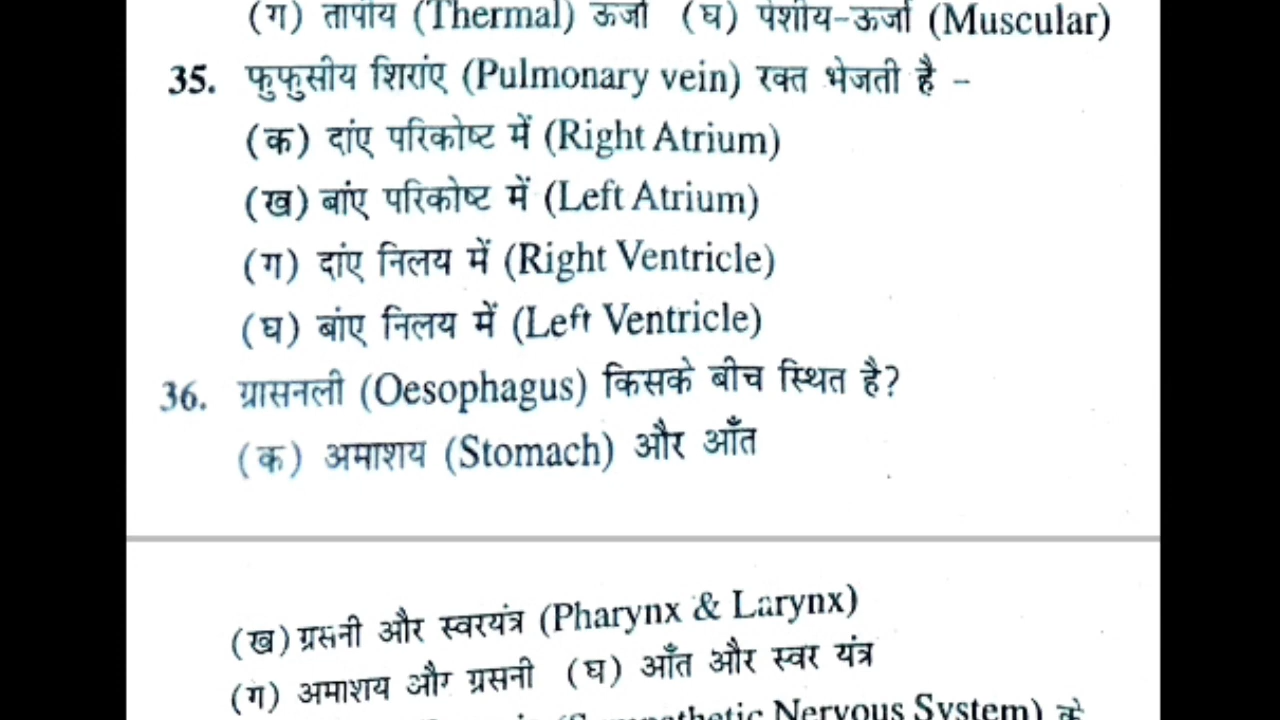 (ग) तापीय (Thermal) ऊर्जा (घ) पेशीय-ऊर्जा (Muscular)
35. फुफुसीय शिराएं (Pulmonary vein) रक्त भेजती है –
(क) दांए परिकोष्ट में (Right Atrium)
(ख) बांए परिकोष्ट में (Left Atrium)
(ग) दांए निलय में (Right Ventricle)
(घ) बांए निलय में (Left Ventricle)
36. ग्रासनली (Oesophagus) किसके बीच स्थित है?
(क) अमाशय (Stomach) और आँत
(ख) ग्रसनी और स्वरयंत्र (Pharynx & Larynx)
(ग) अमाशय और ग्रसनी (घ) आँत और स्वर यंत्र
Nervous System) के